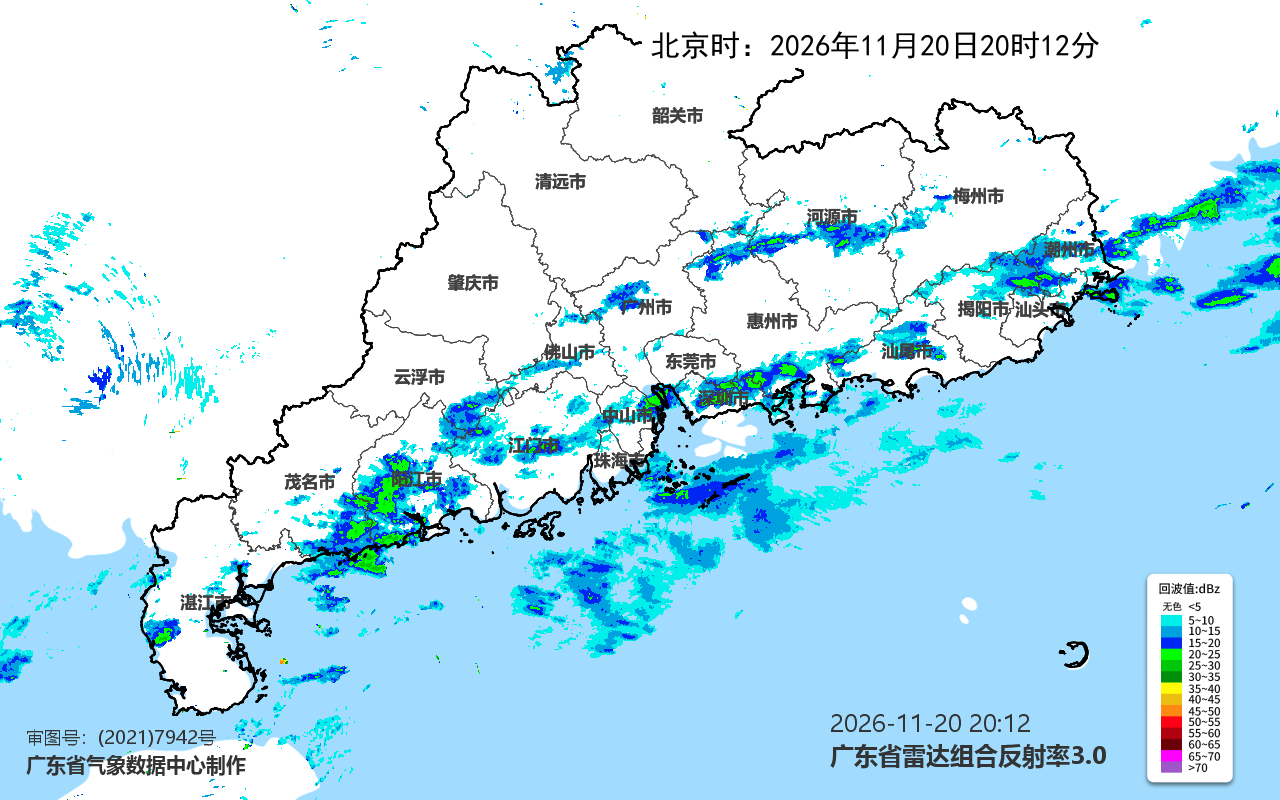 北京时：2026年11月20日20时12分
韶关市
清远市
梅州市
河源市
潮州市
肇庆市
广州市
揭阳市
汕头市
惠州市
佛山市
东莞市
汕尾市
云浮市
深圳市
中山市
江门市
珠海市
茂名市
阳江市
湛江市
回波值:dBz
无色 <5
5~10
10~15
15~20
20~25
25~30
30~35
35~40
40~45
45~50
50~55
55~60
60~65
65~70
>70
2026-11-20 20:12
广东省雷达组合反射率3.0
审图号：(2021)7942号
广东省气象数据中心制作